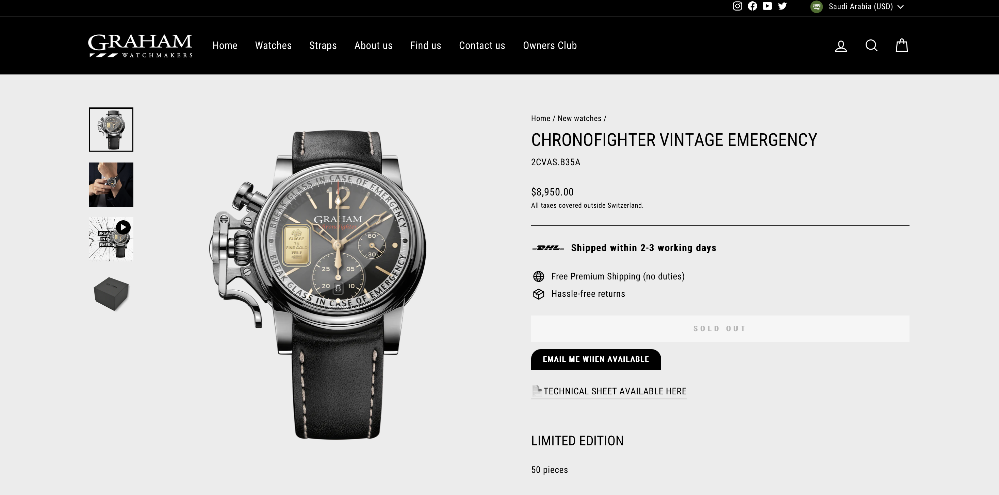 Saudi Arabia (USD)
GRAHAM
WATCHMAKERS
Home
Watches
Straps
About us
Find us
Contact us
Owners Club
BREAK GLASS IN CASE OF EMERGENCY
12
GRAHAM
Chronofighter
SUISSE
1g
FINE GOLD
999.9
60
30
25
05
20
8
10
BREAK GLASS IN CASE OF EMERGENCY
Home / New watches /
CHRONOFIGHTER VINTAGE EMERGENCY
2CVAS.B35A
$8,950.00
All taxes covered outside Switzerland.
DHL Shipped within 2-3 working days
Free Premium Shipping (no duties)
Hassle-free returns
SOLD OUT
EMAIL ME WHEN AVAILABLE
TECHNICAL SHEET AVAILABLE HERE
LIMITED EDITION
50 pieces